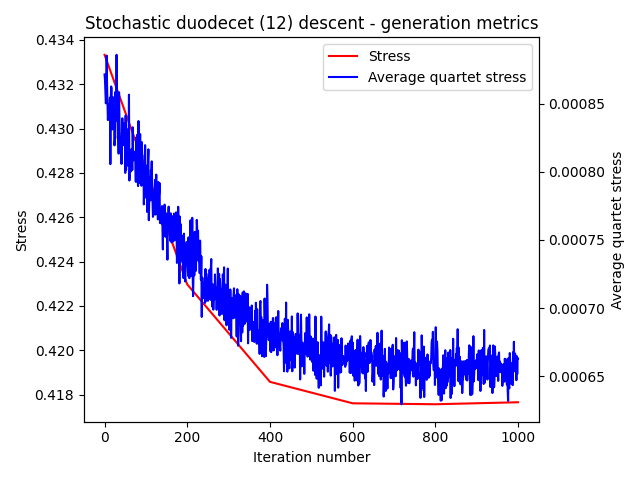 Stochastic duodecet (12) descent - generation metrics
Stress
Average quartet stress
0.434
0.432
0.430
0.428
0.426
0.424
0.422
0.420
0.418
Stress
0.00085
0.00080
0.00075
0.00070
0.00065
Average quartet stress
0 200 400 600 800 1000
Iteration number